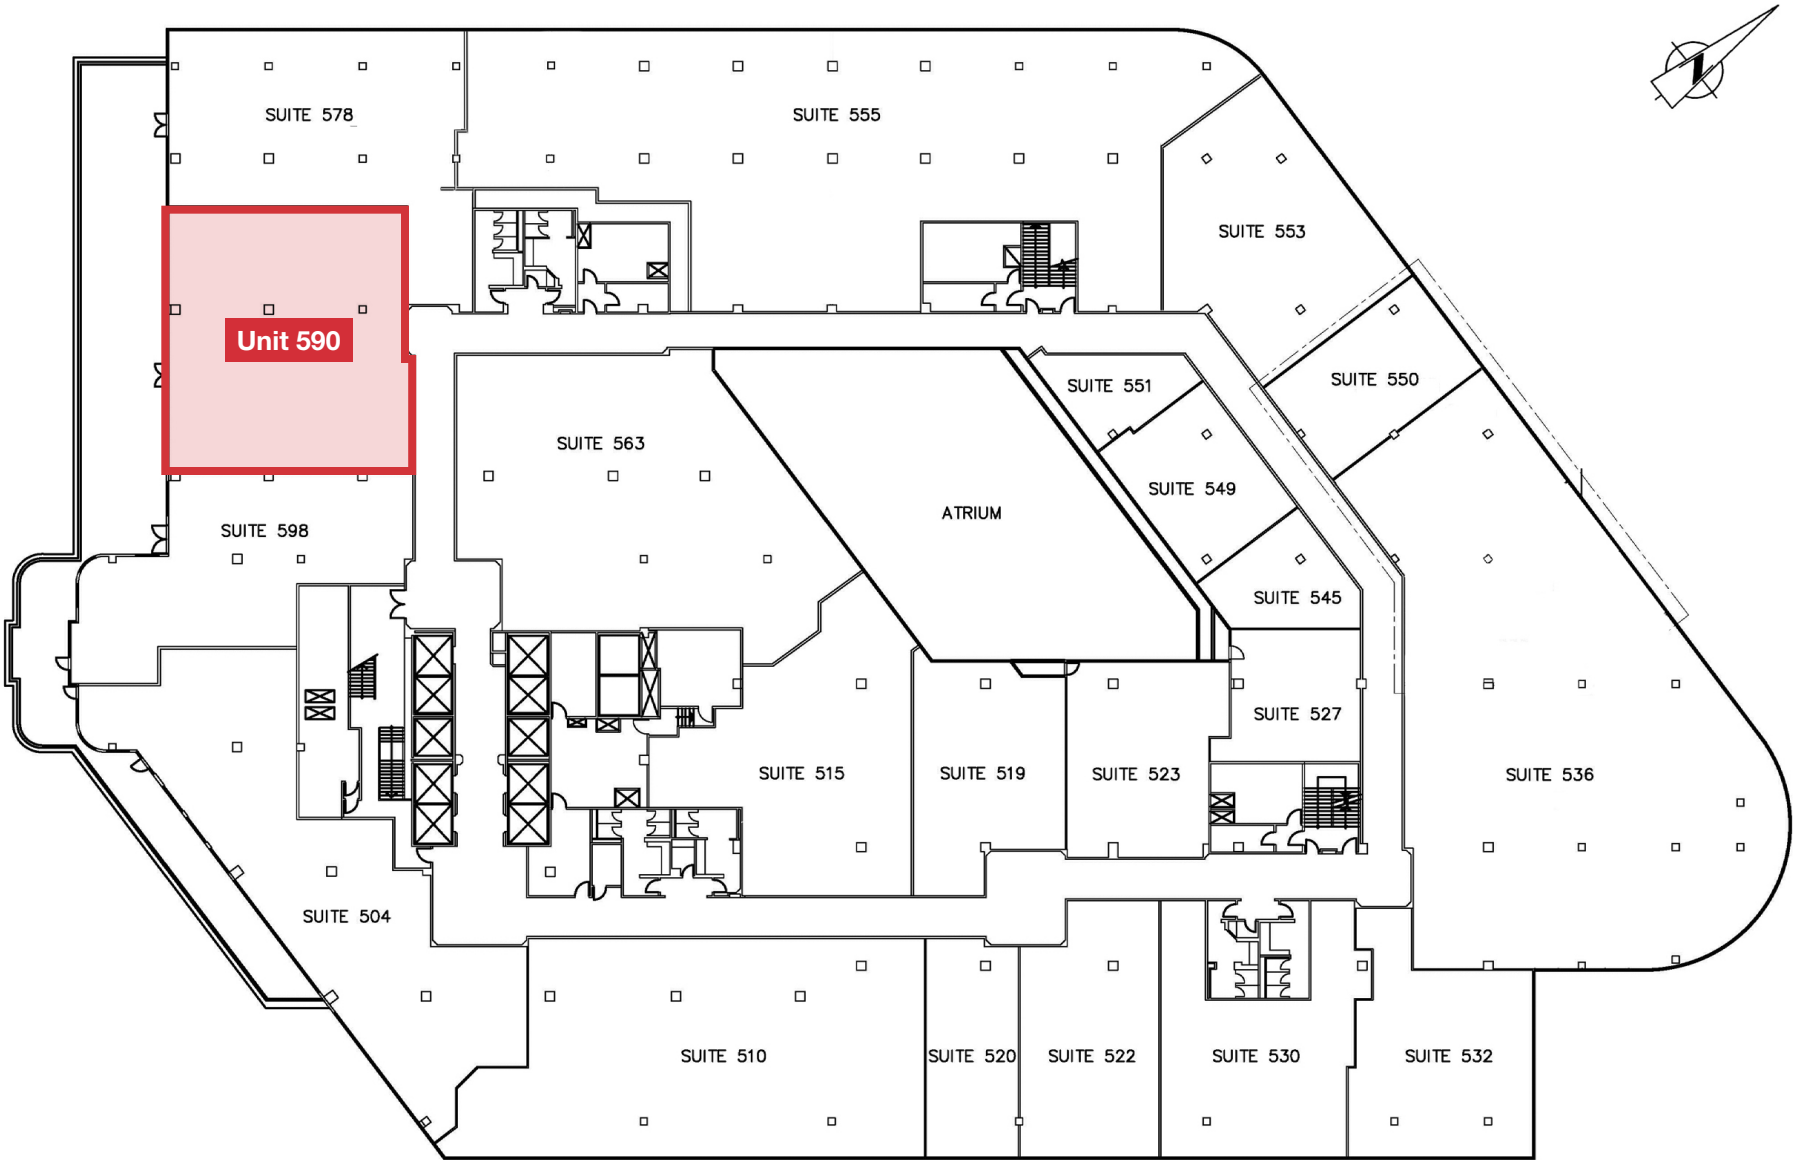 SUITE 578
SUITE 555
SUITE 553
Unit 590
SUITE 550
SUITE 551
SUITE 563
SUITE 549
ATRIUM
SUITE 598
SUITE 545
SUITE 527
SUITE 515
SUITE 519
SUITE 523
SUITE 536
SUITE 504
SUITE 510
SUITE 520
SUITE 522
SUITE 530
SUITE 532
N